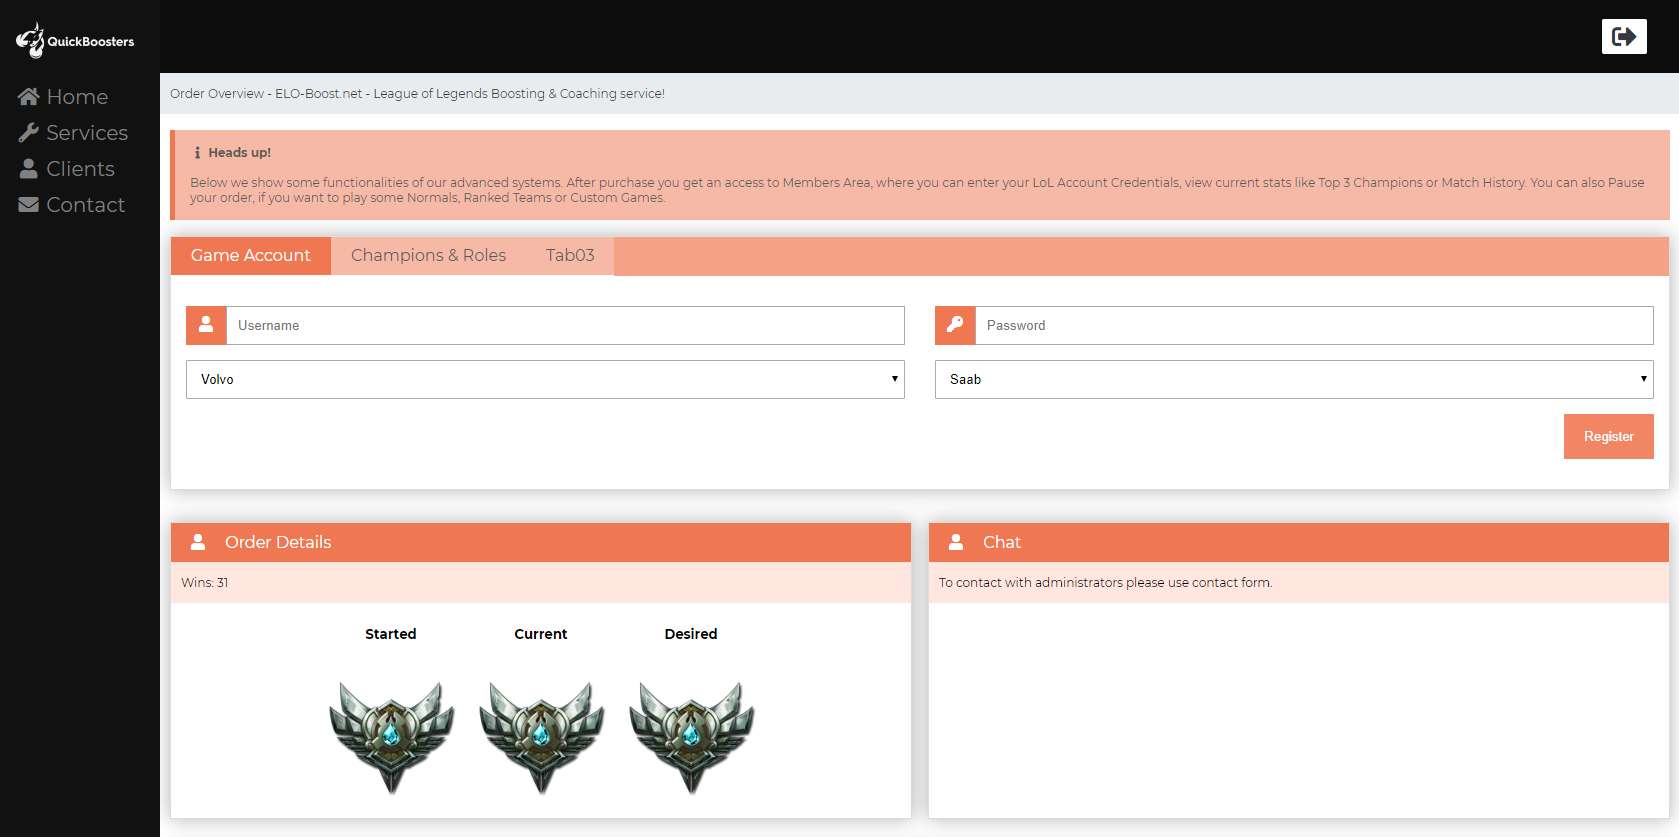 QuickBoosters
Home
Services
Clients
Contact
Order Overview - ELO-Boost.net - League of Legends Boosting & Coaching service!
Heads up!
Below we show some functionalities of our advanced systems. After purchase you get an access to Members Area, where you can enter your LoL Account Credentials, view current stats like Top 3 Champions or Match History. You can also Pause
your order, if you want to play some Normals, Ranked Teams or Custom Games.
Game Account Champions & Roles Tab03
Username Password
Volvo Saab
Register
Order Details
Wins: 31
Started Current Desired
Chat
To contact with administrators please use contact form.